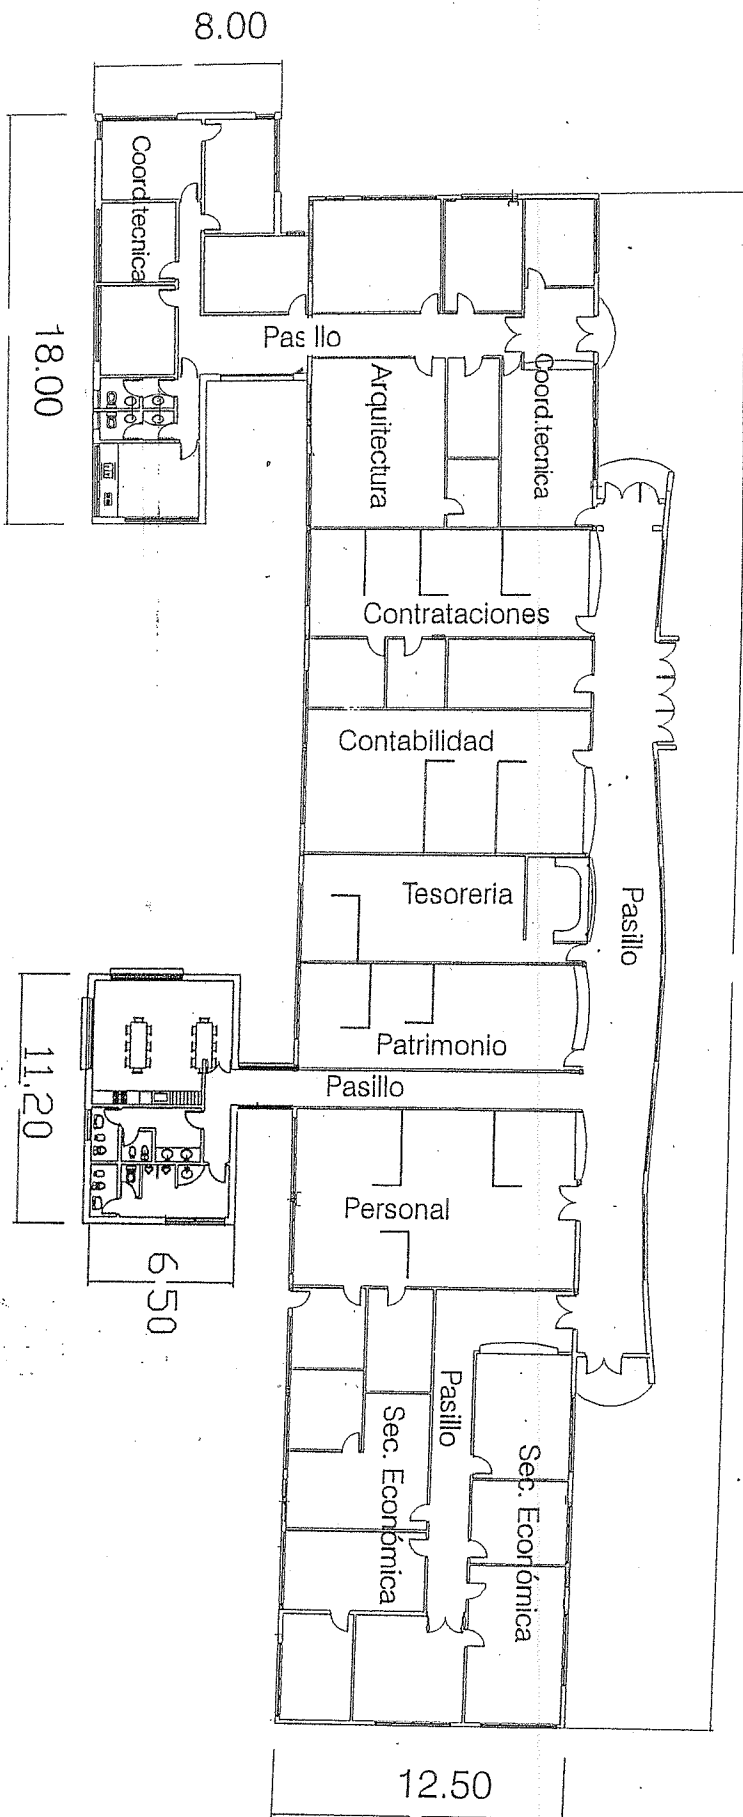 8.00
18.00
Coord.tecnica
Pasillo
Arquitectura
Coord.tecnica
Contrataciones
Contabilidad
Tesoreria
Pasillo
Patrimonio
Pasillo
11,20
6.50
Personal
Pasillo
Sec. Económica
Sec. Económica
12.50